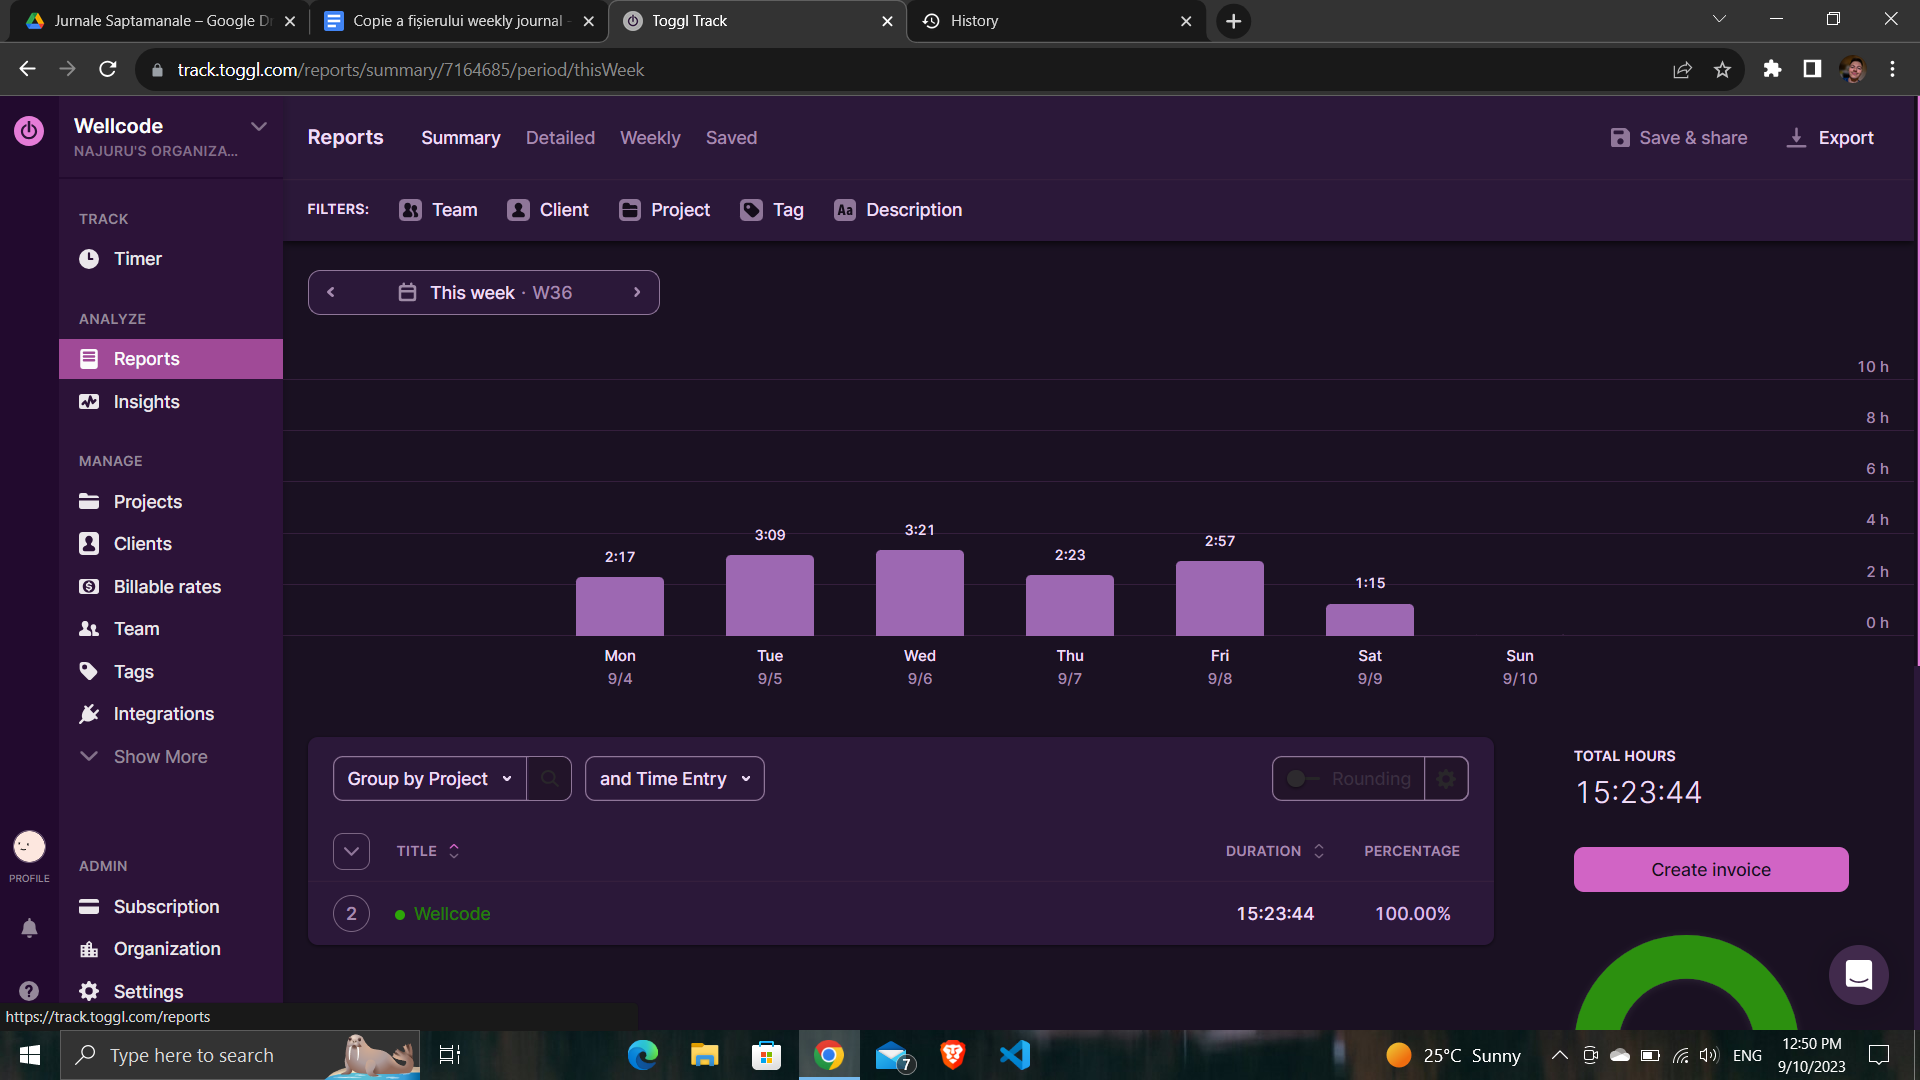 Jurnale Saptamanale – Google Dr
Copie a fișierului weekly journal -
Toggl Track
History
track.toggl.com/reports/summary/7164685/period/thisWeek
Wellcode
NAJURU'S ORGANIZA...
Reports
Summary
Detailed
Weekly
Saved
Save & share
Export
FILTERS:
Team
Client
Project
Tag
Aa
Description
TRACK
Timer
ANALYZE
Reports
Insights
MANAGE
Projects
Clients
Billable rates
Team
Tags
Integrations
Show More
PROFILE
ADMIN
Subscription
Organization
Settings
This week · W36
10 h
8 h
6 h
4 h
2 h
0 h
2:17
3:09
3:21
2:23
2:57
1:15
Mon
Tue
Wed
Thu
Fri
Sat
Sun
9/4
9/5
9/6
9/7
9/8
9/9
9/10
Group by Project
and Time Entry
Rounding
TITLE
DURATION
PERCENTAGE
2
Wellcode
15:23:44
100.00%
TOTAL HOURS
15:23:44
Create invoice
https://track.toggl.com/reports
Type here to search
7
25°C Sunny
ENG
12:50 PM
9/10/2023